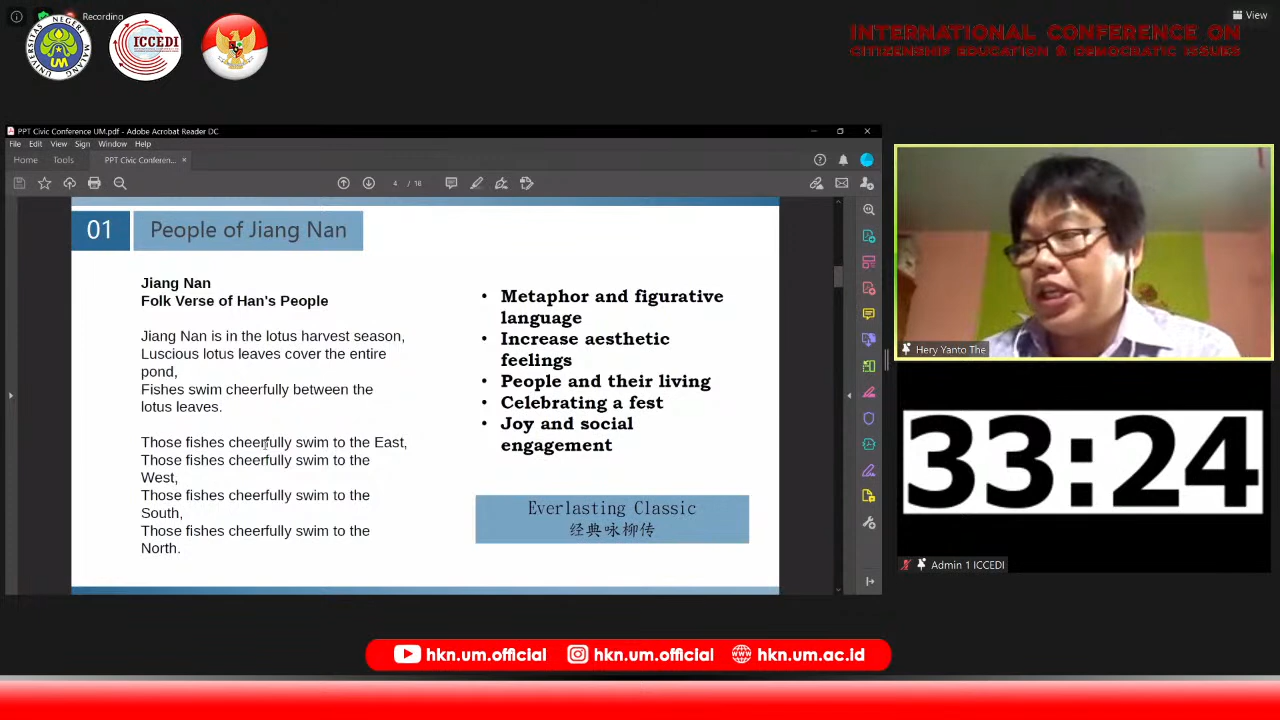 Recording
View
UNIVERSITAS NEGERI MALANG
ICCEDI
INTERNATIONAL CONFERENCE ON
CITIZENSHIP EDUCATION & DEMOCRATIC ISSUES
PPT Civic Conference UM.pdf - Adobe Acrobat Reader DC
File Edit View Sign Window Help
Home Tools PPT Civic Conferen... ×
4 / 16
01 People of Jiang Nan
Jiang Nan
Folk Verse of Han's People
Jiang Nan is in the lotus harvest season,
Luscious lotus leaves cover the entire
pond,
Fishes swim cheerfully between the
lotus leaves.
Those fishes cheerfully swim to the East,
Those fishes cheerfully swim to the
West,
Those fishes cheerfully swim to the
South,
Those fishes cheerfully swim to the
North.
• Metaphor and figurative
language
• Increase aesthetic
feelings
• People and their living
• Celebrating a fest
• Joy and social
engagement
Everlasting Classic
经典咏柳传
Hery Yanto The
33:24
Admin 1 ICCEDI
hkn.um.official hkn.um.official hkn.um.ac.id